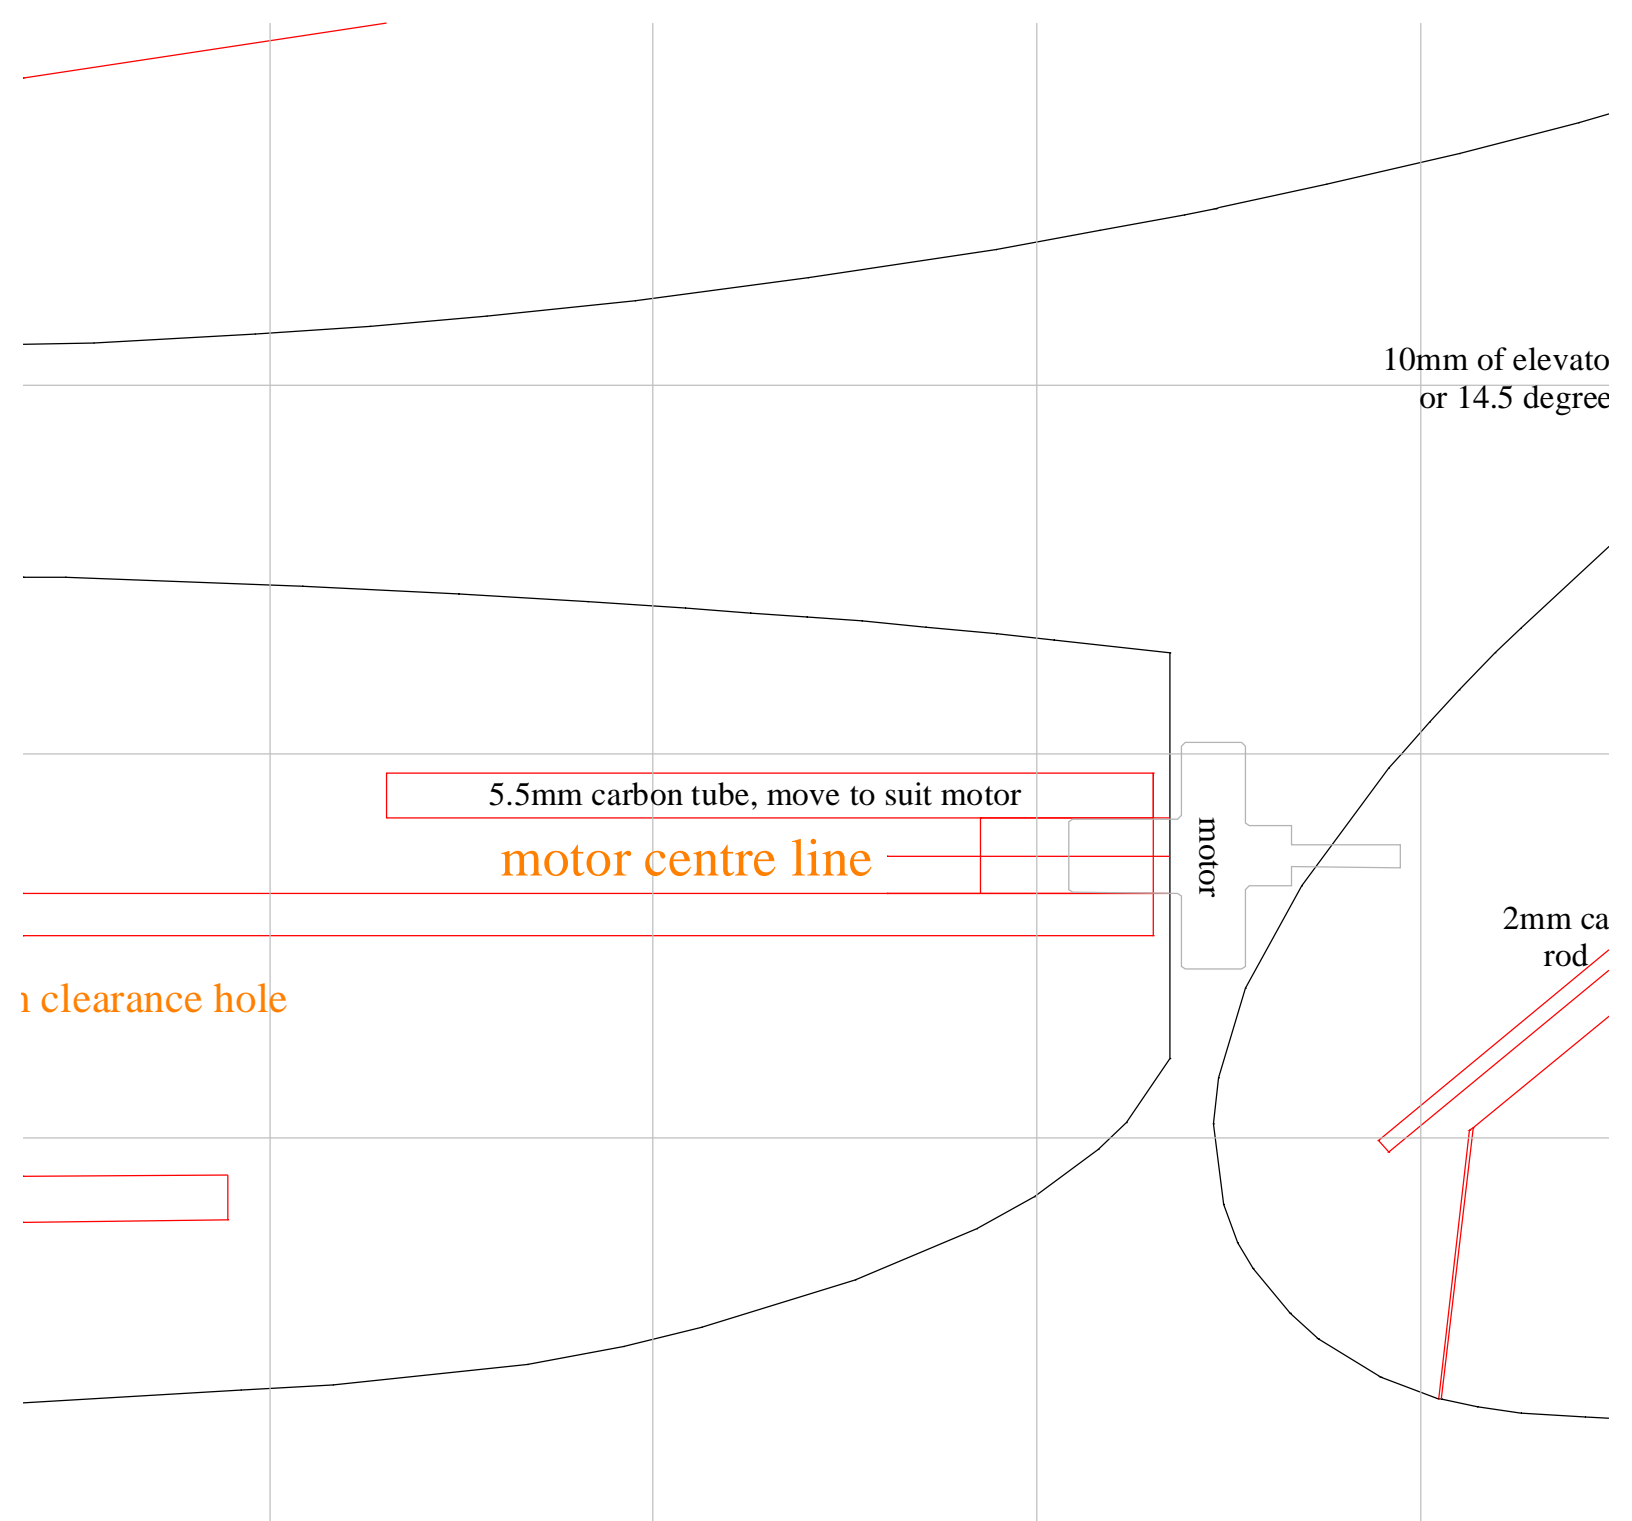 10mm of elevato
or 14.5 degree
5.5mm carbon tube, move to suit motor
motor centre line
motor
2mm ca
rod
clearance hole